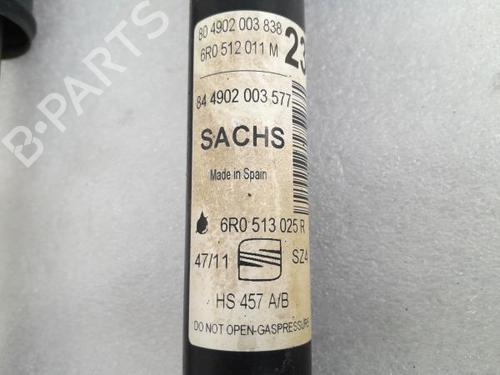 80 4902 003 838
6R0 512 011 M
23
84 4902 003 577
SACHS
Made in Spain
6R0 513 025 R
47/11
SZ4
HS 457 A/B
DO NOT OPEN-GASPRESSURE
B-PARTS